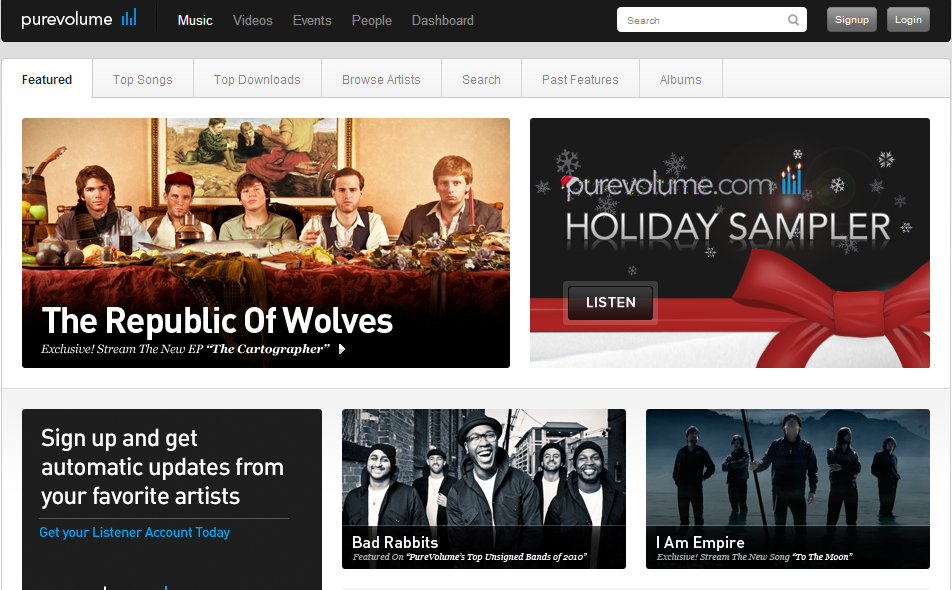 purevolume
Music
Videos
Events
People
Dashboard
Search
Signup
Login
Featured
Top Songs
Top Downloads
Browse Artists
Search
Past Features
Albums
The Republic Of Wolves
Exclusive! Stream The New EP “The Cartographer”
purevolume.com
HOLIDAY SAMPLER
LISTEN
Sign up and get
automatic updates from
your favorite artists
Get your Listener Account Today
Bad Rabbits
Featured On “PureVolume's Top Unsigned Bands of 2010”
I Am Empire
Exclusive! Stream The New Song “To The Moon”